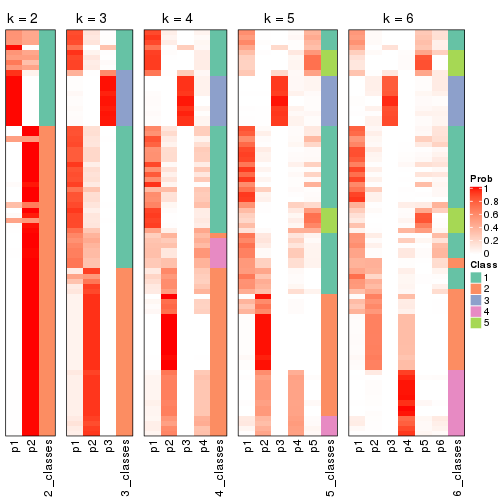 k = 2 k = 3 k = 4 k = 5 k = 6
Prob
1
0.8
0.6
0.4
0.2
0
Class
1
2
3
4
5
p1 p2 2_classes p1 p2 p3 3_classes p1 p2 p3 p4 4_classes p1 p2 p3 p4 p5 5_classes p1 p2 p3 p4 p5 p6 6_classes